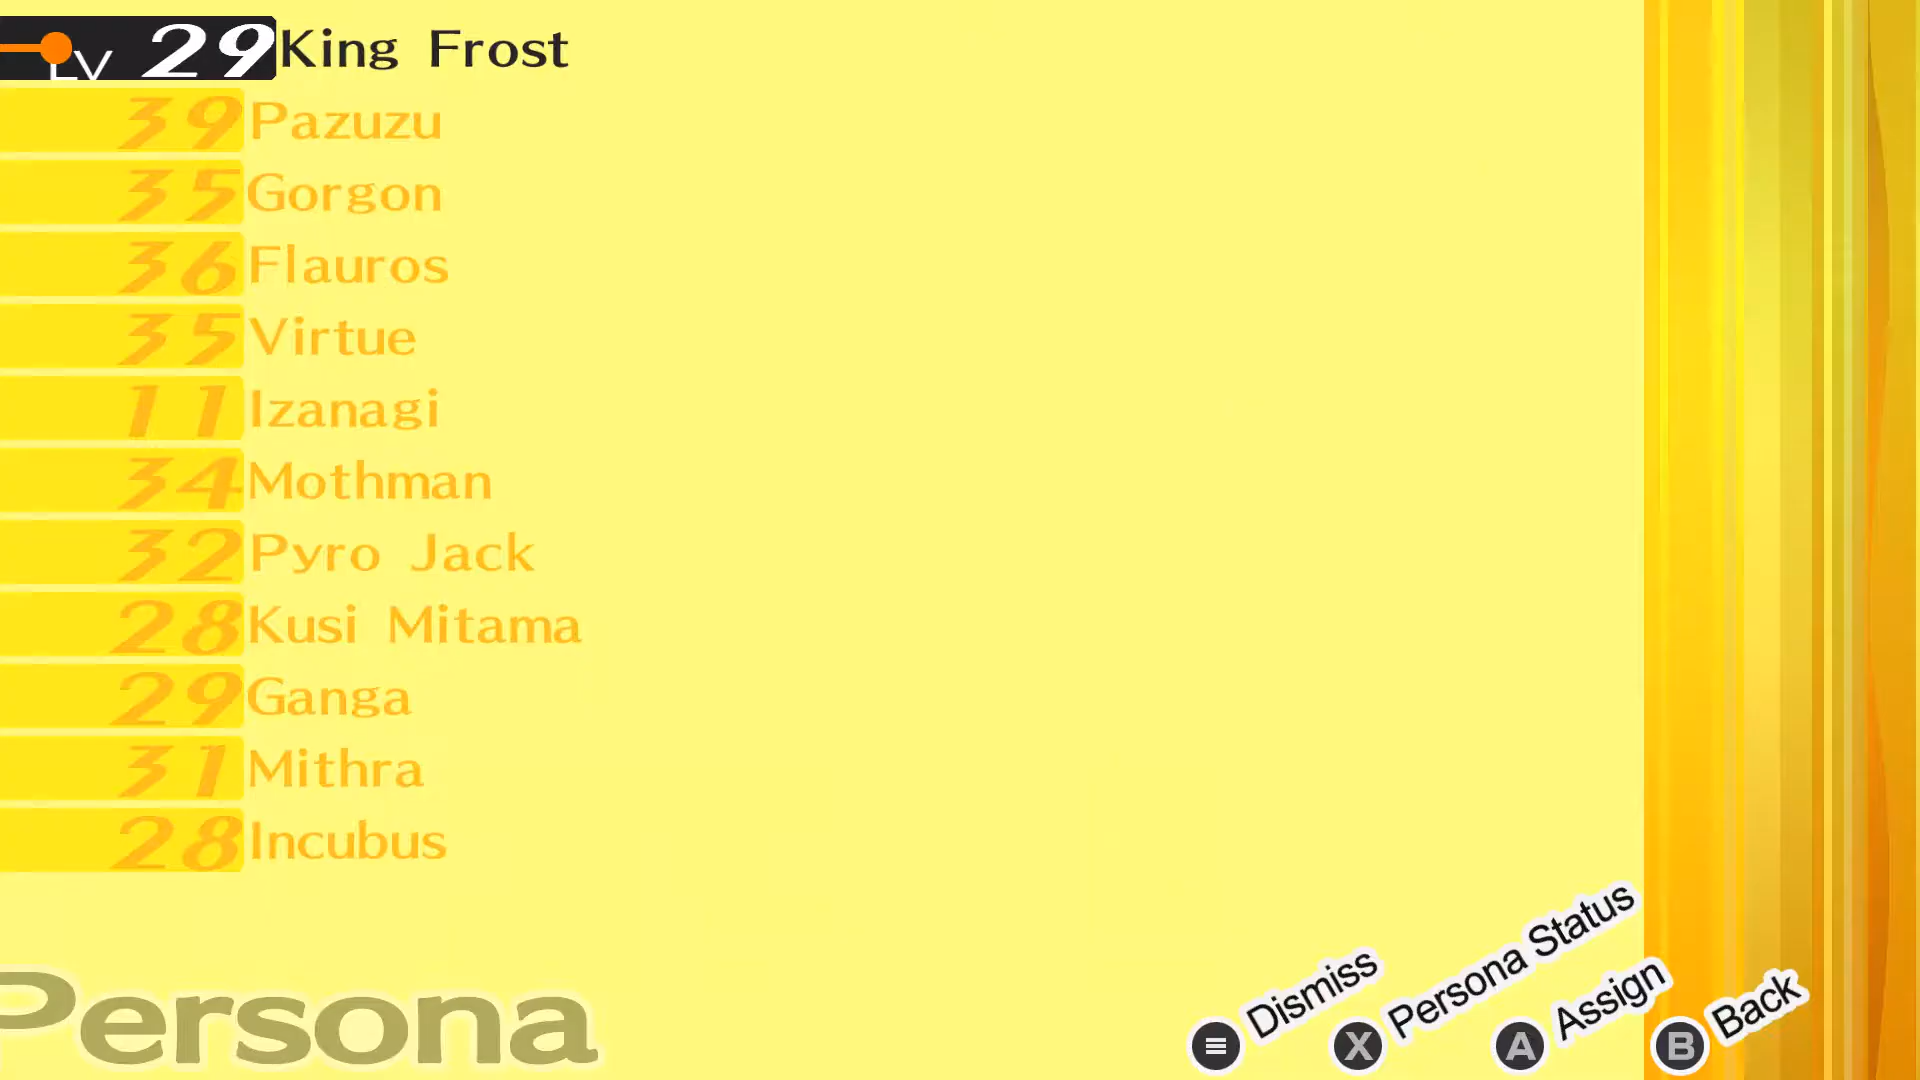 Lv 29 King Frost
39 Pazuzu
35 Gorgon
36 Flauros
35 Virtue
11 Izanagi
34 Mothman
32 Pyro Jack
28 Kusi Mitama
29 Ganga
31 Mithra
28 Incubus
Persona
Dismiss X Persona Status A Assign B Back